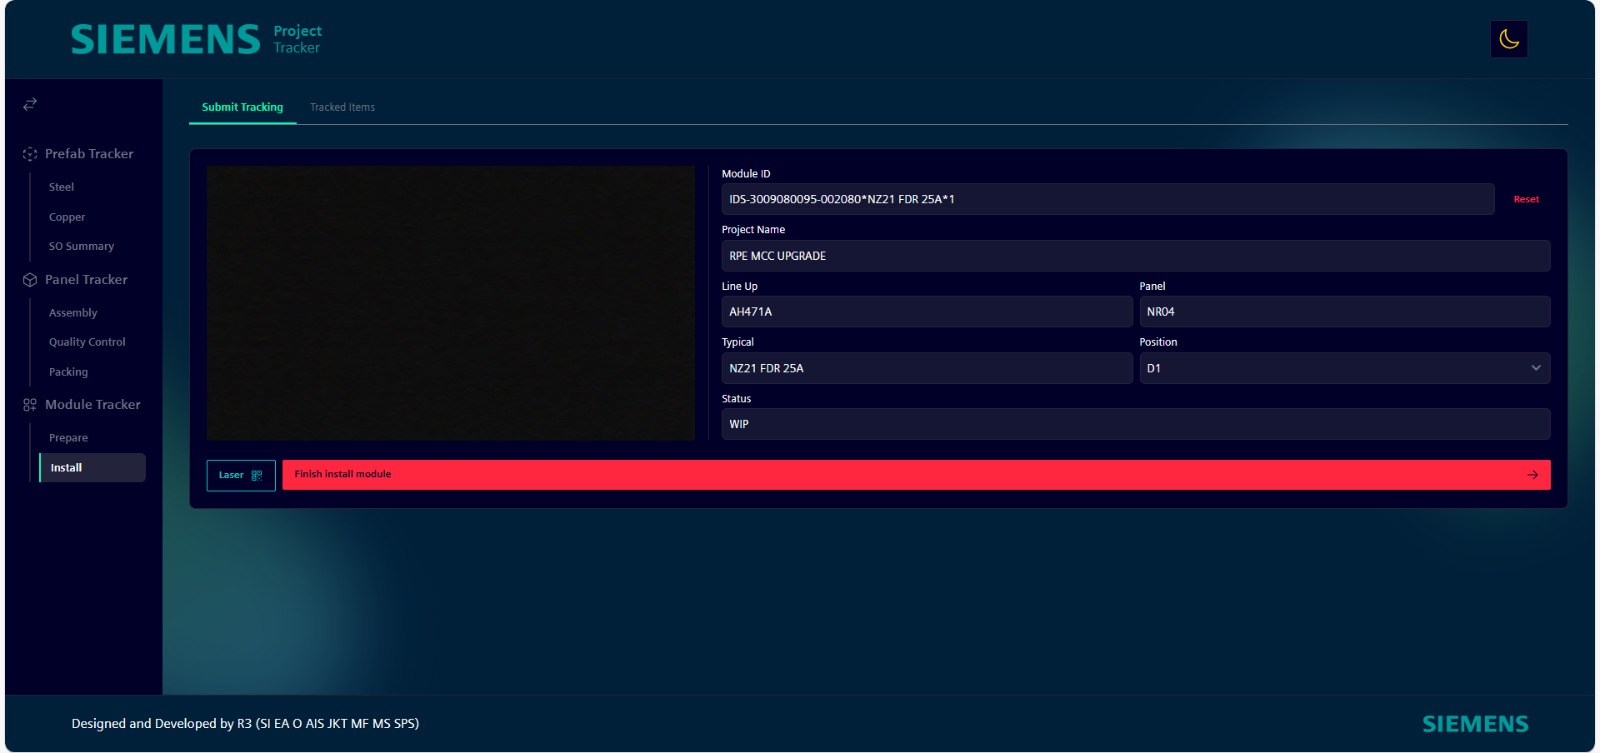 SIEMENS Project
Tracker
Submit Tracking Tracked Items
Prefab Tracker
Steel
Copper
SO Summary
Panel Tracker
Assembly
Quality Control
Packing
Module Tracker
Prepare
Install
Module ID
IDS-3009080095-002080*NZ21 FDR 25A*1 Reset
Project Name
RPE MCC UPGRADE
Line Up Panel
AH471A NR04
Typical Position
NZ21 FDR 25A D1
Status
WIP
Laser Finish install module
Designed and Developed by R3 (SI EA O AIS JKT MF MS SPS) SIEMENS